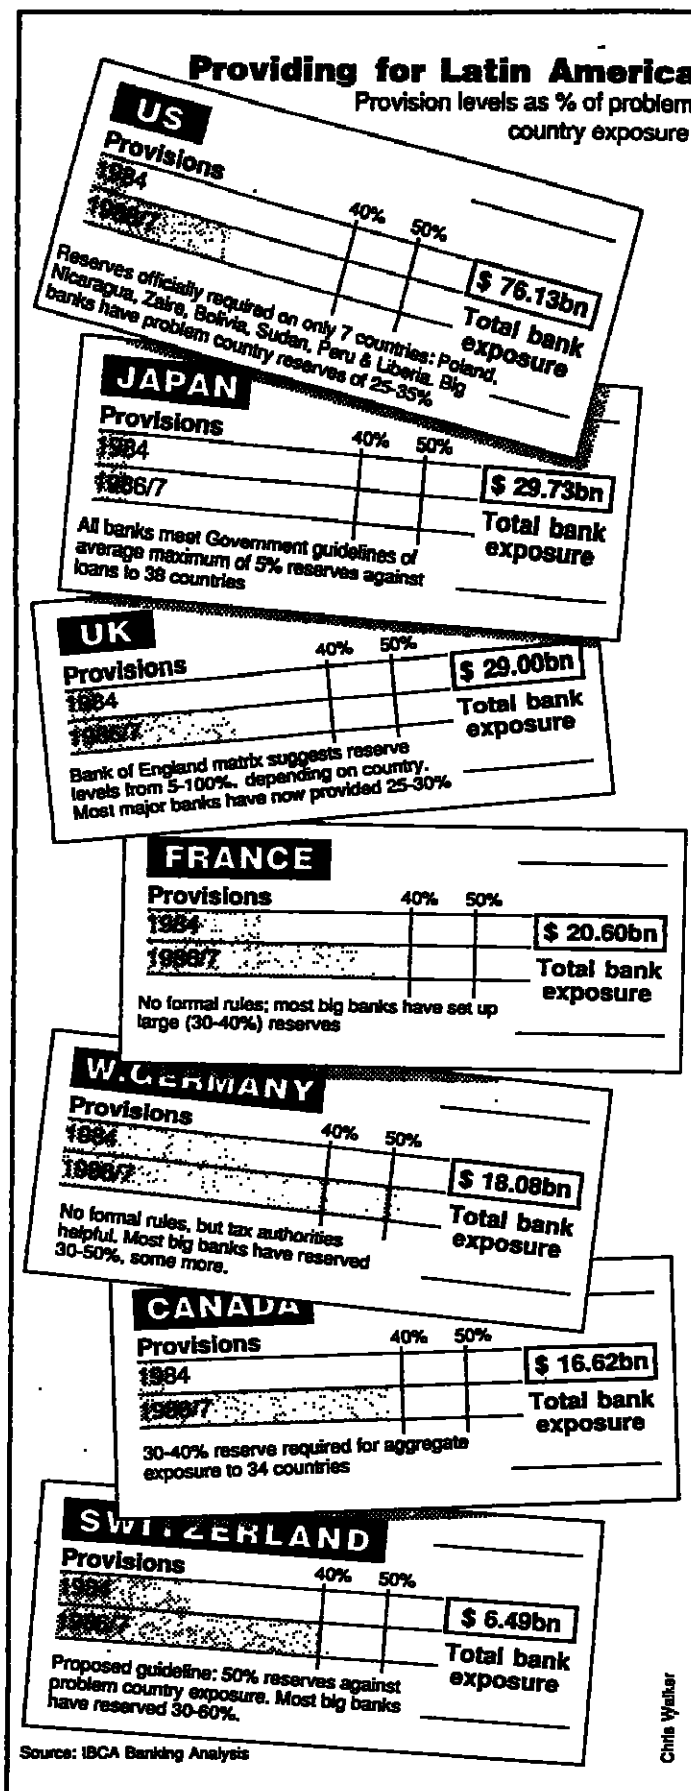 Providing for Latin America
Provision levels as % of problem
country exposure
US
Provisions
1984
1986/7
40%
50%
$ 76.13bn
Total bank
exposure
Reserves officially required on only 7 countries: Poland,
Nicaragua, Zaire, Bolivia, Sudan, Peru & Liberia. Big
banks have problem country reserves of 25-35%
JAPAN
Provisions
1984
1986/7
40%
50%
$ 29.73bn
Total bank
exposure
All banks meet Government guidelines of
average maximum of 5% reserves against
loans to 38 countries
UK
Provisions
1984
1986/7
40%
50%
$ 29.00bn
Total bank
exposure
Bank of England matrix suggests reserve
levels from 5-100%. depending on country.
Most major banks have now provided 25-30%
FRANCE
Provisions
1984
1986/7
40%
50%
$ 20.60bn
Total bank
exposure
No formal rules; most big banks have set up
large (30-40%) reserves
W.GERMANY
Provisions
1984
1986/7
40%
50%
$ 18.08bn
Total bank
exposure
No formal rules, but tax authorities
helpful. Most big banks have reserved
30-50%, some more.
CANADA
Provisions
1984
1986/7
40%
50%
$ 16.62bn
Total bank
exposure
30-40% reserve required for aggregate
exposure to 34 countries
SWITZERLAND
Provisions
1984
1986/7
40%
50%
$ 6.49bn
Total bank
exposure
Proposed guideline: 50% reserves against
problem country exposure. Most big banks
have reserved 30-60%.
Source: IBCA Banking Analysis
Chris Walker